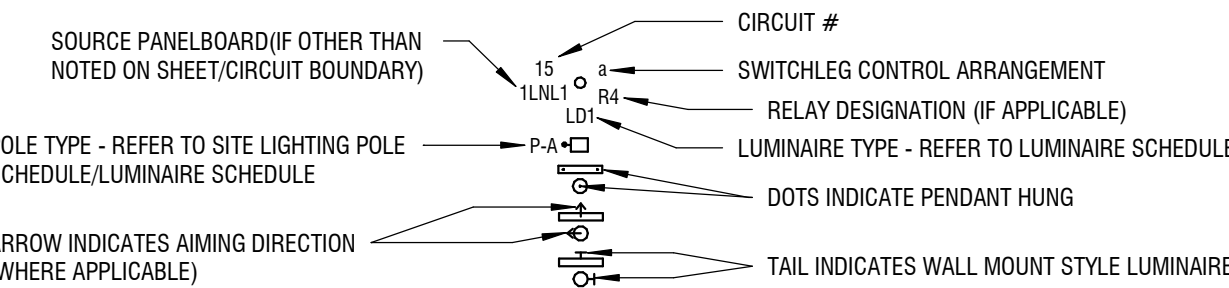 CIRCUIT #
SOURCE PANELBOARD(IF OTHER THAN
NOTED ON SHEET/CIRCUIT BOUNDARY)
15
a
SWITCHLEG CONTROL ARRANGEMENT
1LNL1
R4
RELAY DESIGNATION (IF APPLICABLE)
LD1
OLE TYPE - REFER TO SITE LIGHTING POLE
CHEDULE/LUMINAIRE SCHEDULE
P-A
LUMINAIRE TYPE - REFER TO LUMINAIRE SCHEDULE
DOTS INDICATE PENDANT HUNG
ARROW INDICATES AIMING DIRECTION
WHERE APPLICABLE)
TAIL INDICATES WALL MOUNT STYLE LUMINAIRE